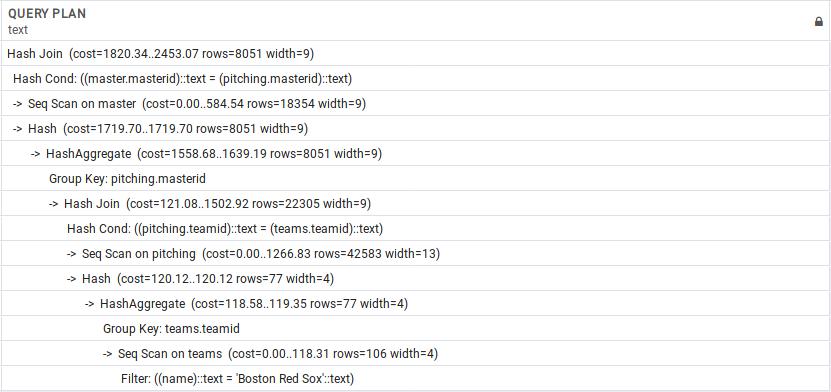 QUERY PLAN
text
Hash Join (cost=1820.34..2453.07 rows=8051 width=9)
Hash Cond: ((master.masterid)::text = (pitching.masterid)::text)
-> Seq Scan on master (cost=0.00..584.54 rows=18354 width=9)
-> Hash (cost=1719.70..1719.70 rows=8051 width=9)
-> HashAggregate (cost=1558.68..1639.19 rows=8051 width=9)
Group Key: pitching.masterid
-> Hash Join (cost=121.08..1502.92 rows=22305 width=9)
Hash Cond: ((pitching.teamid)::text = (teams.teamid)::text)
-> Seq Scan on pitching (cost=0.00..1266.83 rows=42583 width=13)
-> Hash (cost=120.12..120.12 rows=77 width=4)
-> HashAggregate (cost=118.58..119.35 rows=77 width=4)
Group Key: teams.teamid
-> Seq Scan on teams (cost=0.00..118.31 rows=106 width=4)
Filter: ((name)::text = 'Boston Red Sox'::text)